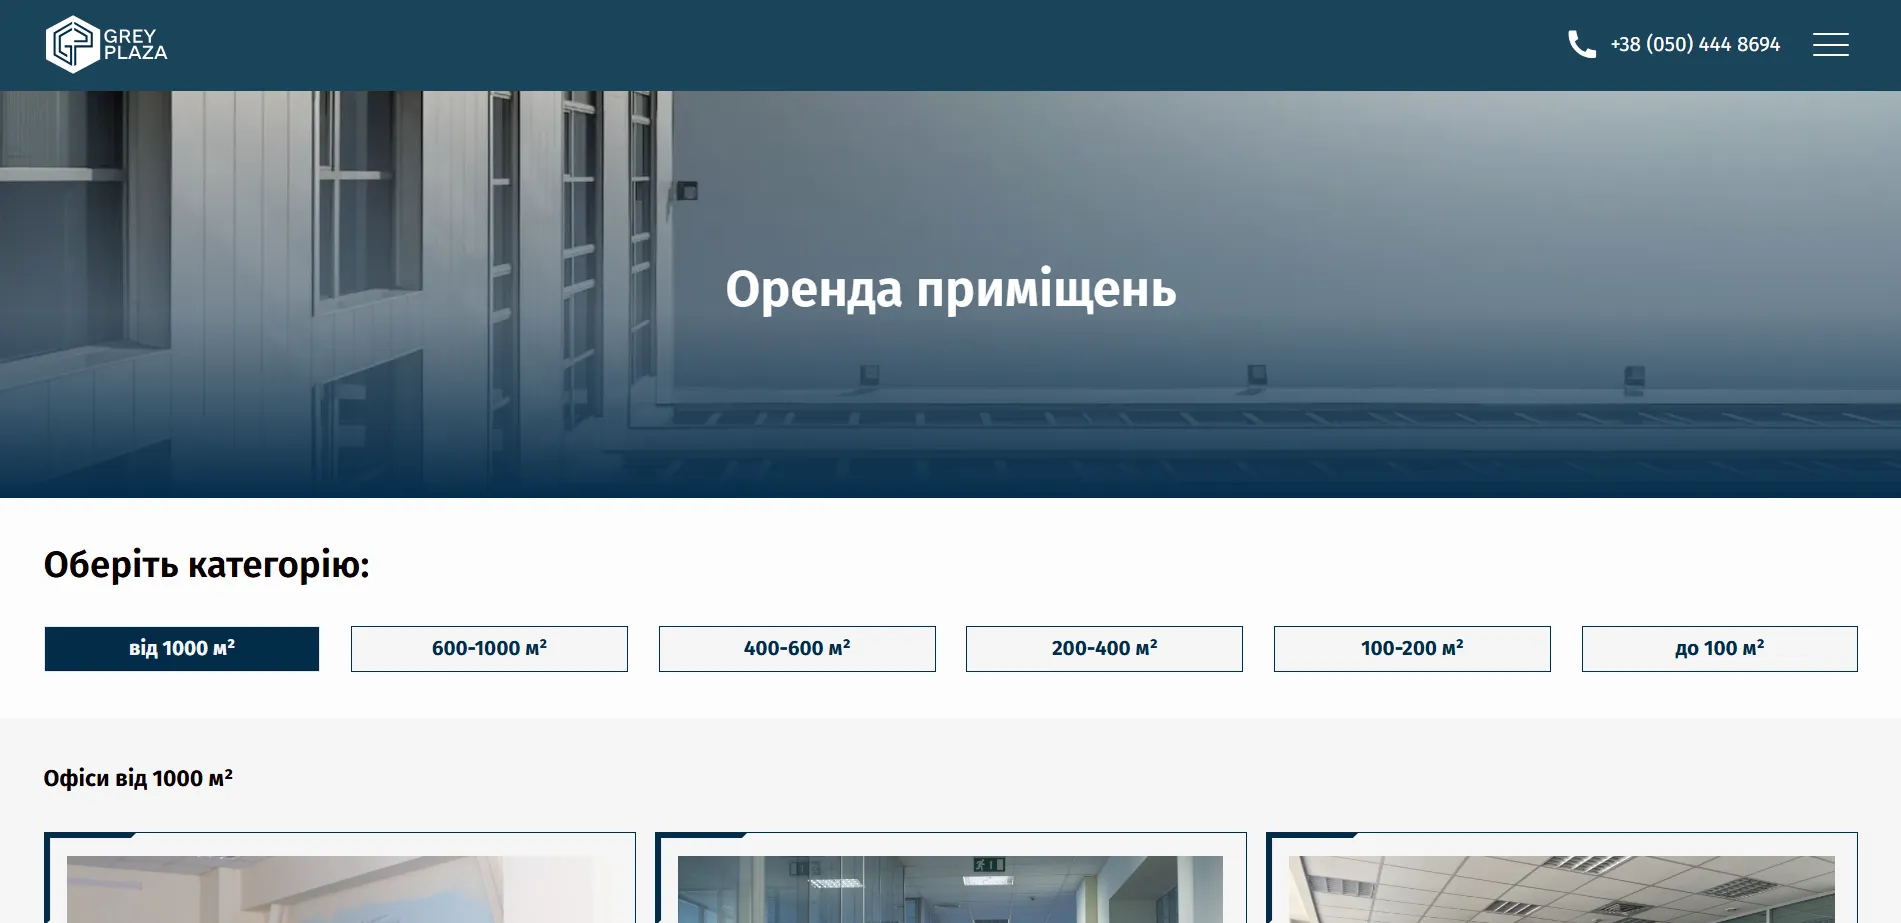 GREY
PLAZA
+38 (050) 444 8694
Оренда приміщень
Оберіть категорію:
від 1000 м²
600-1000 м²
400-600 м²
200-400 м²
100-200 м²
до 100 м²
Офіси від 1000 м²